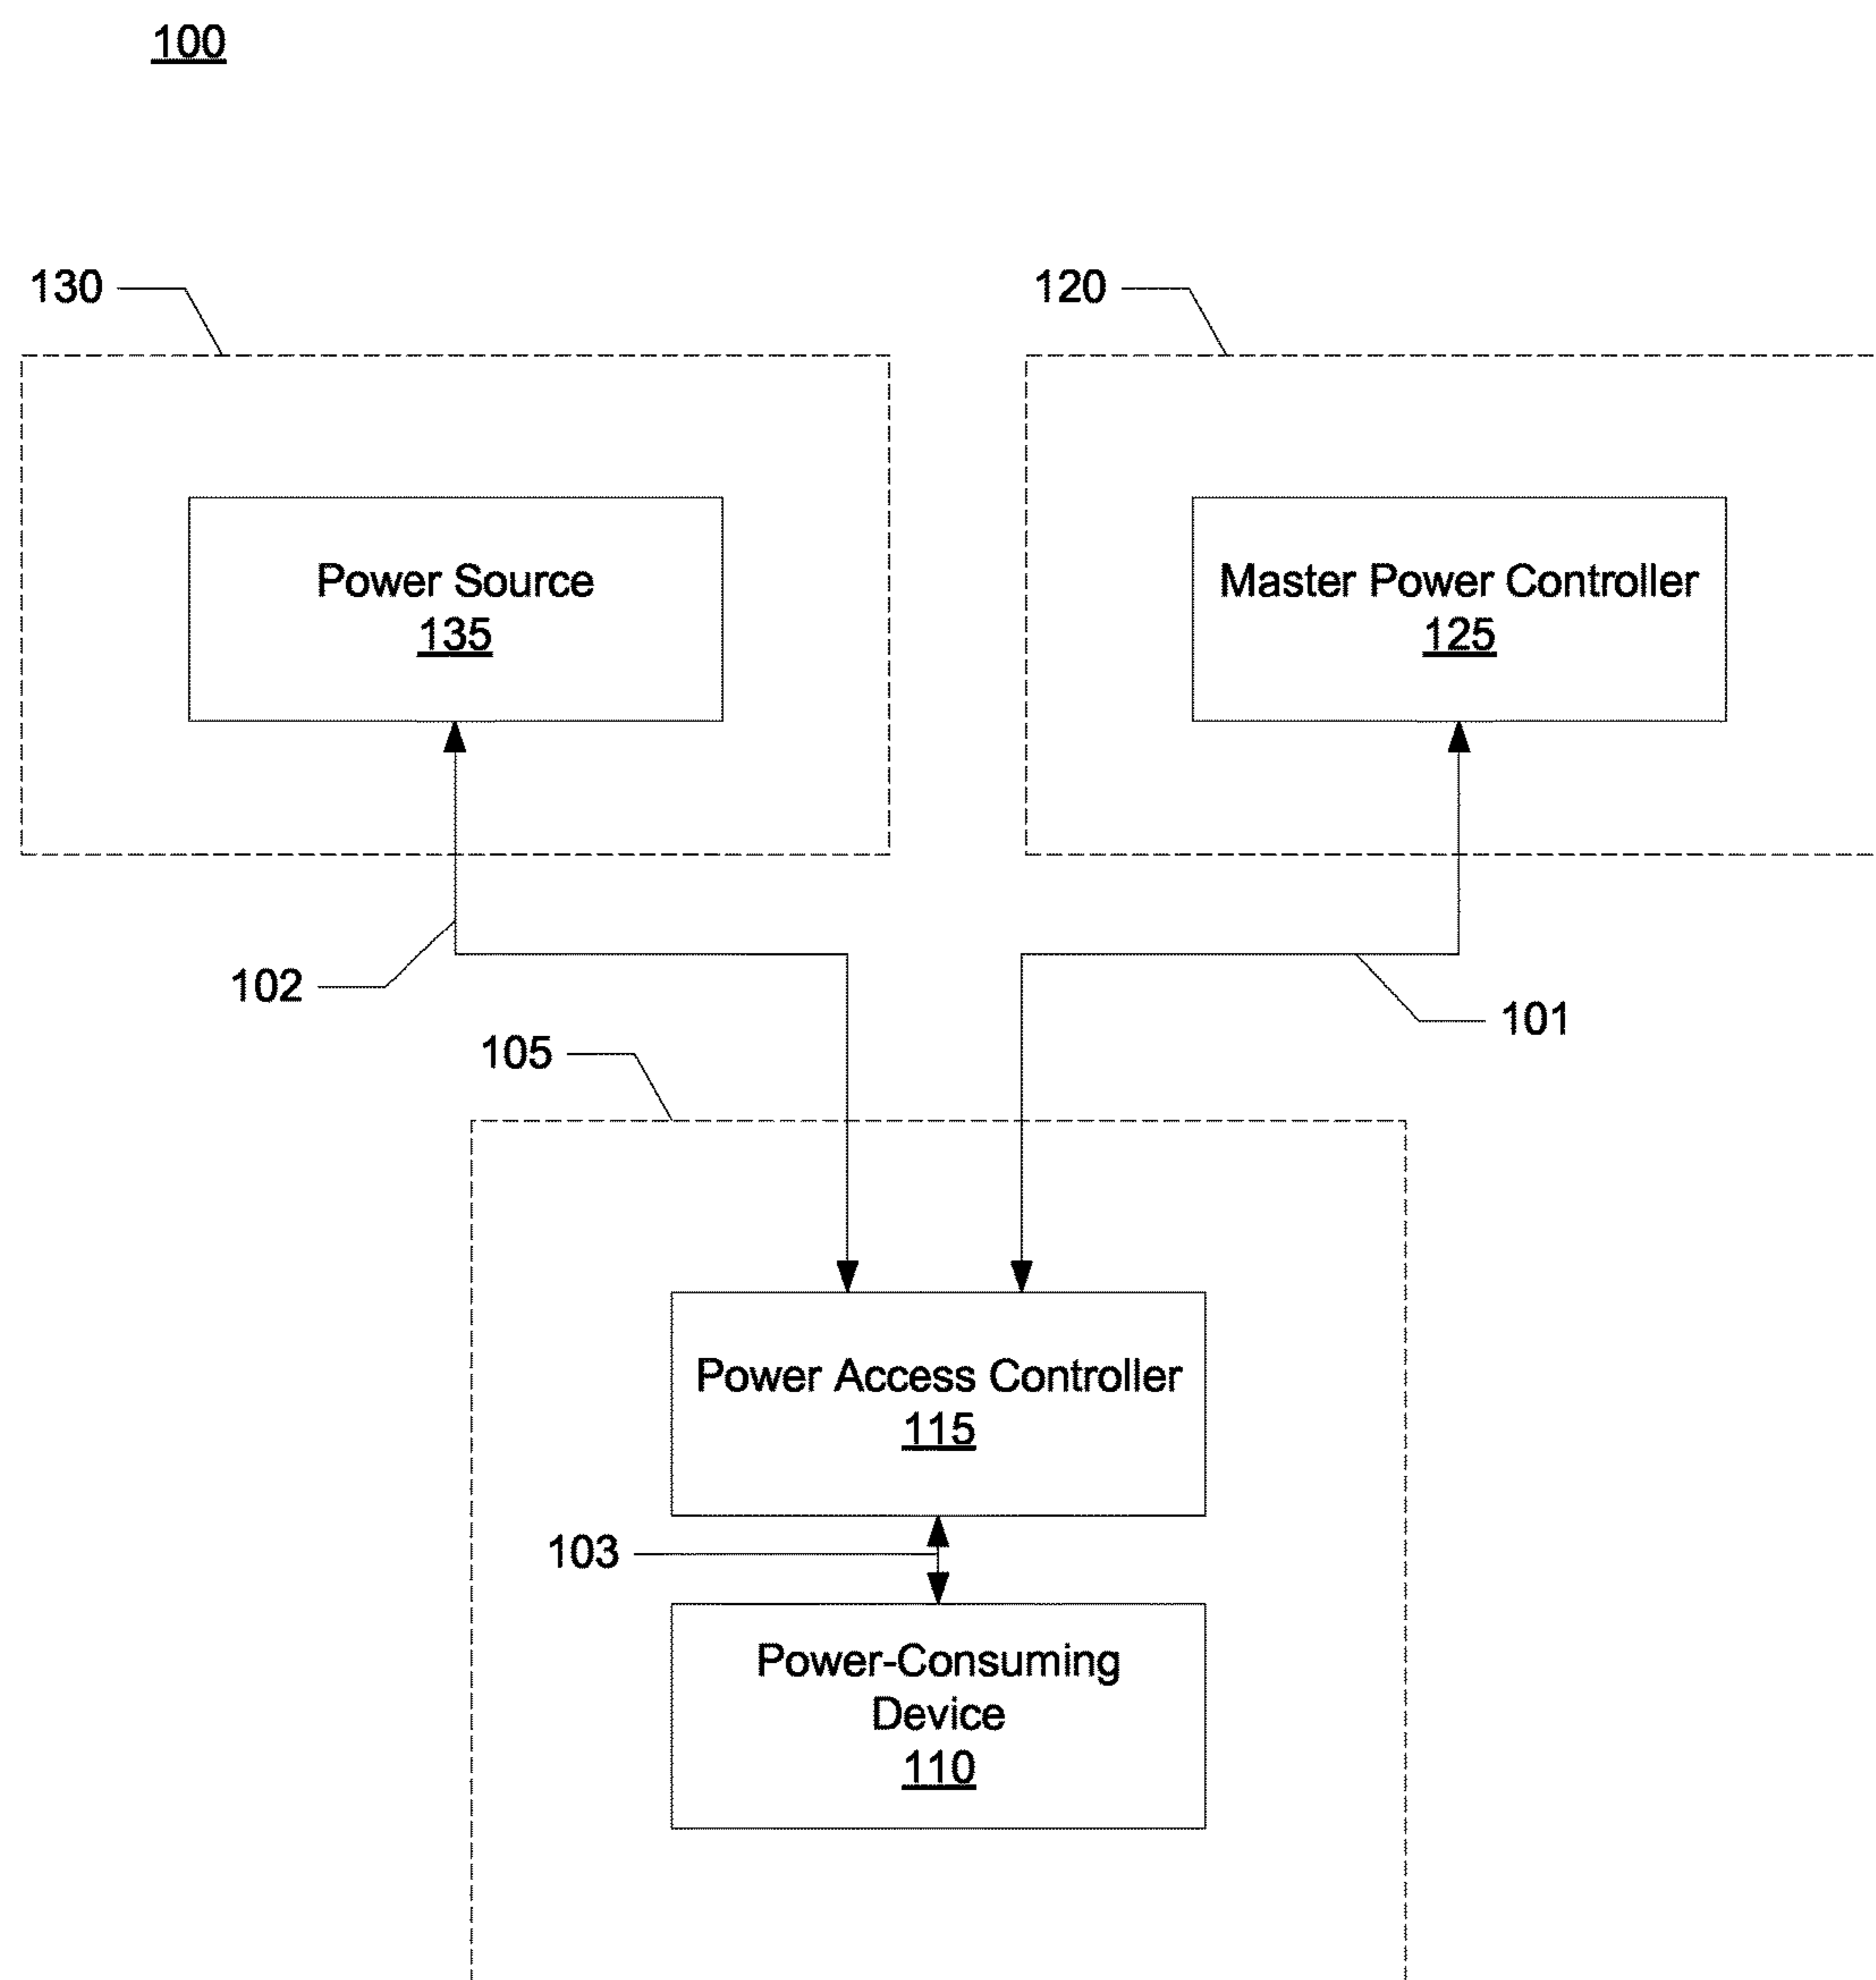 100
130
120
Power Source
135
Master Power Controller
125
102
101
105
Power Access Controller
115
103
Power-Consuming
Device
110